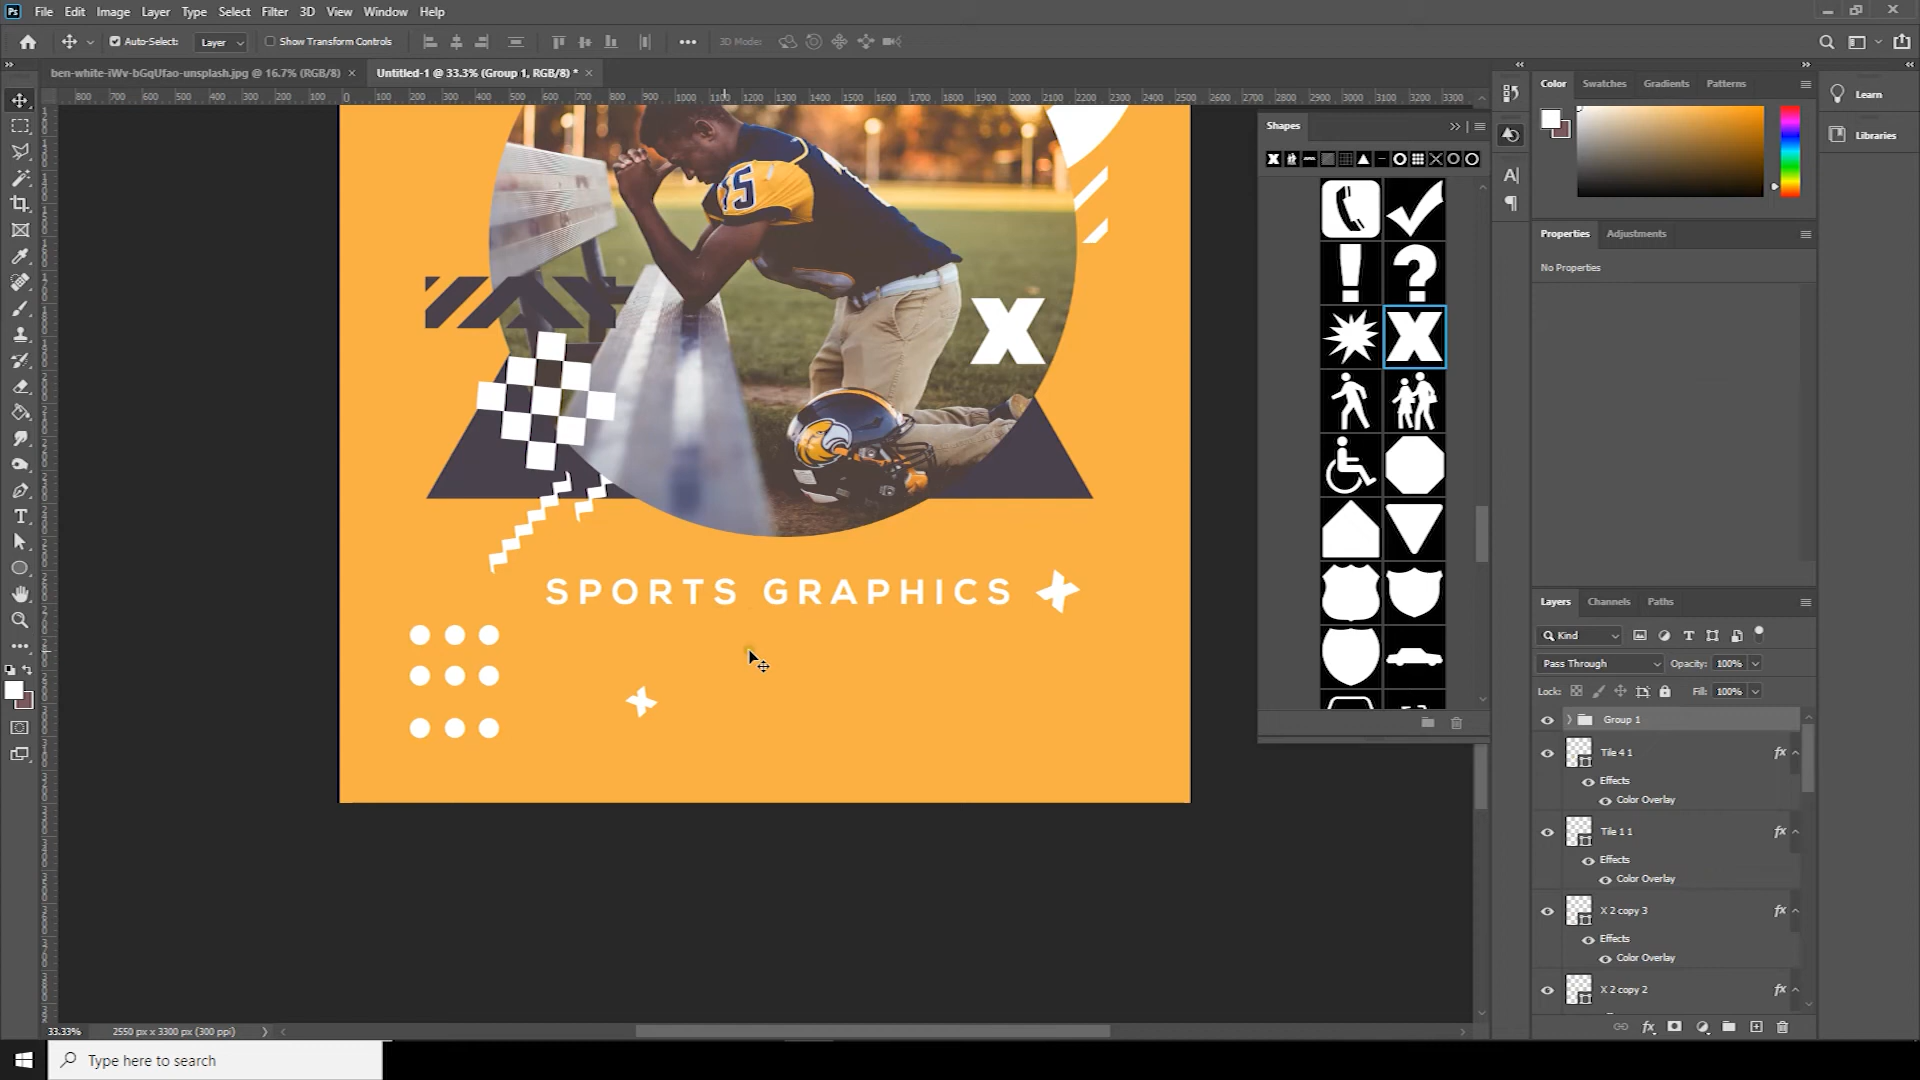 Ps File Edit Image Layer Type Select Filter 3D View Window Help
Auto-Select: Layer Show Transform Controls 3D Mode:
ben-white-iWv-bGqUfao-unsplash.jpg @ 16.7% (RGB/8) Untitled-1 @ 33.3% (Group 1, RGB/8) *
800 700 600 500 400 300 200 100 0 100 200 300 400 500 600 700 800 900 1000 1100 1200 1300 1400 1500 1600 1700 1800 1900 2000 2100 2200 2300 2400 2500 2600 2700 2800 2900 3000 3100 3200 3300
Color Swatches Gradients Patterns
Learn
Libraries
Shapes
Properties Adjustments
No Properties
15
X
SPORTS GRAPHICS
Layers Channels Paths
Kind
Pass Through Opacity: 100%
Lock: Fill: 100%
Group 1
Tile 4 1 fx
Effects
Color Overlay
Tile 1 1 fx
Effects
Color Overlay
X 2 copy 3 fx
Effects
Color Overlay
X 2 copy 2 fx
33.33% 2550 px x 3300 px (300 ppi)
Type here to search